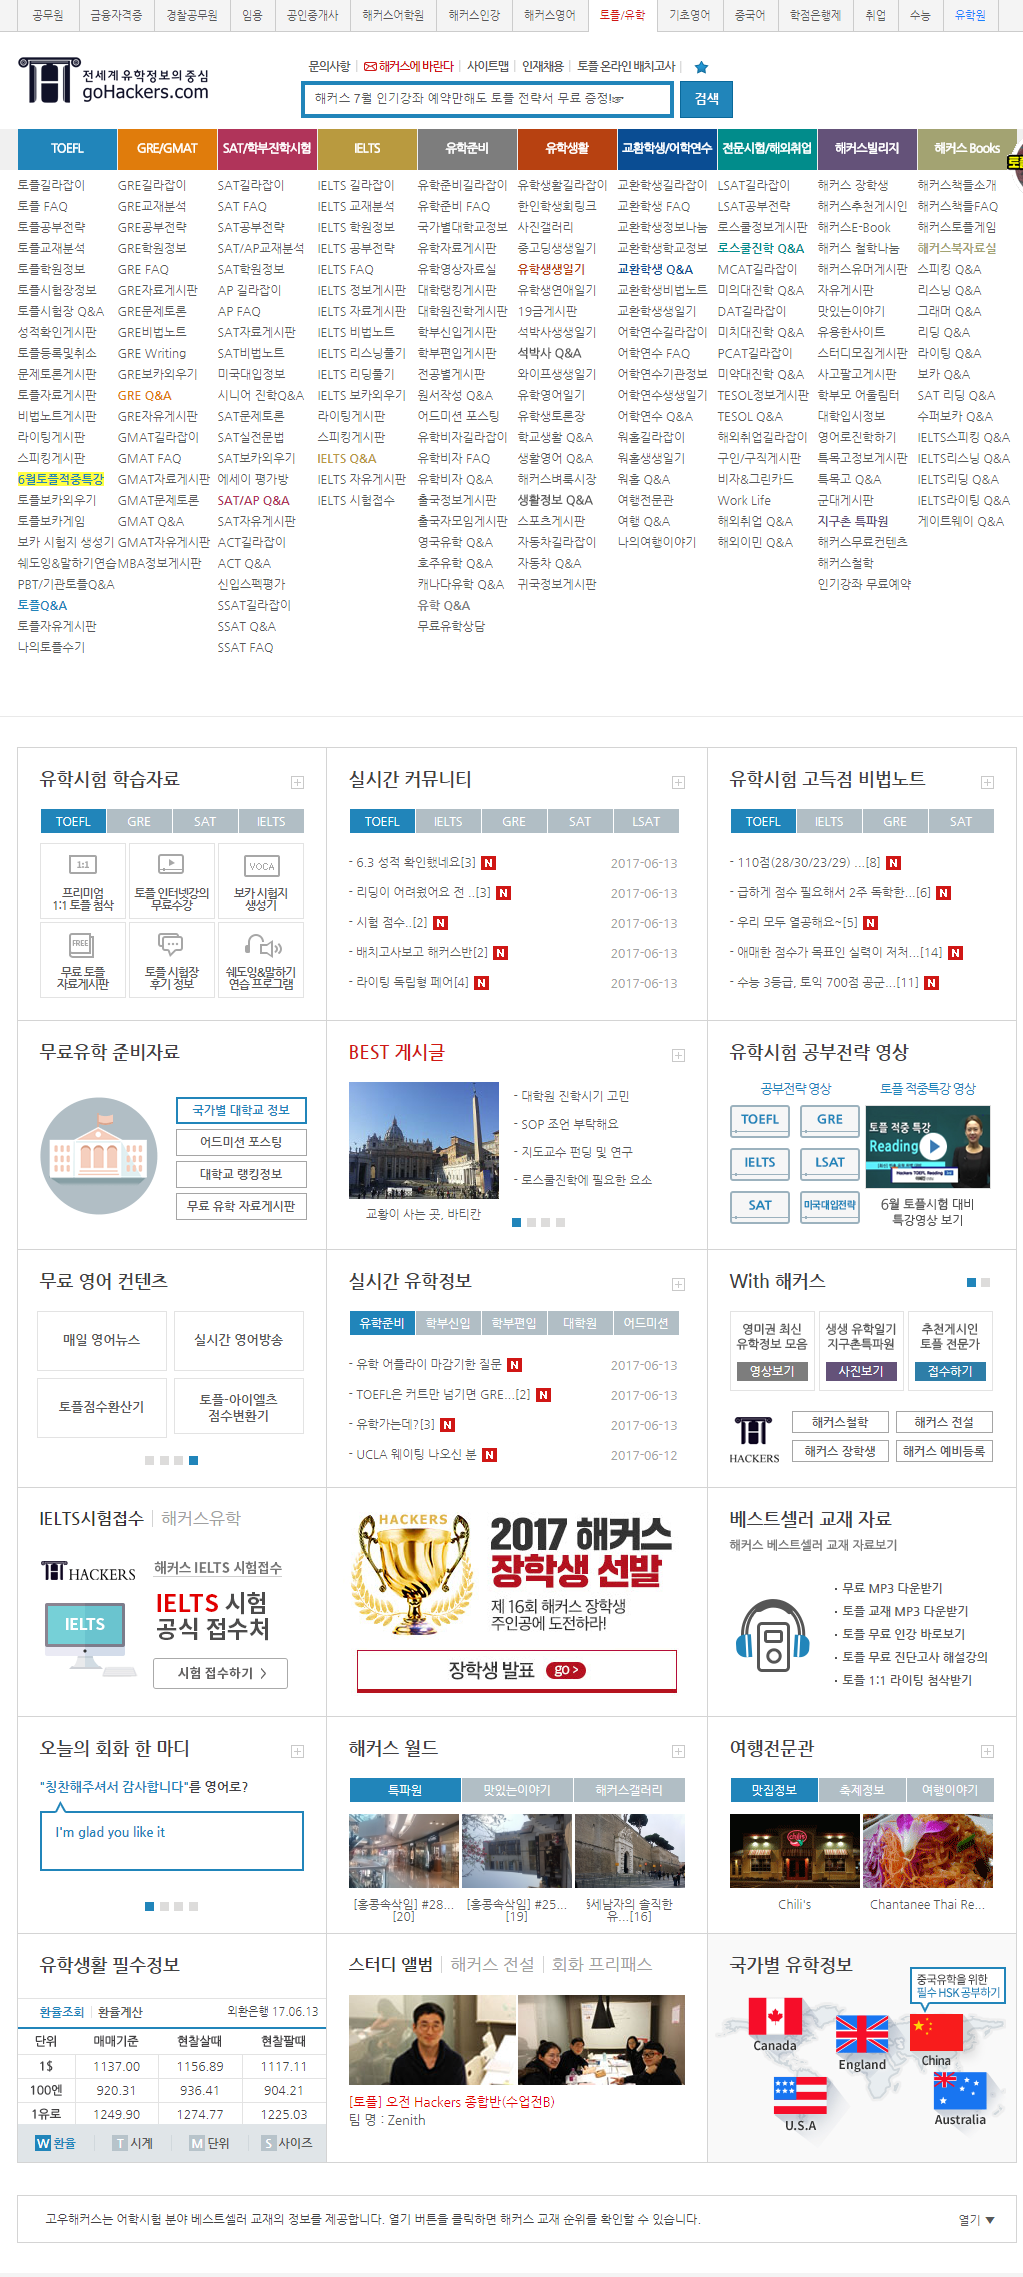 공무원 금융자격증 경찰공무원 임용 공인중개사 해커스어학원 해커스인강 해커스영어 토플/유학 기초영어 중국어 학점은행제 취업 수능 유학원
문의사항 해커스에 바란다 사이트맵 인재채용 토플 온라인 배치고사
전세계 유학정보의 중심
goHackers.com
해커스 7월 인기강좌 예약만해도 토플 전략서 무료 증정!☞ 검색
TOEFL GRE/GMAT SAT/학부진학시험 IELTS 유학준비 유학생활 교환학생/어학연수 전문시험/해외취업 해커스빌리지 해커스 Books
토플길라잡이 GRE길라잡이 SAT길라잡이 IELTS 길라잡이 유학준비길라잡이 유학생활길라잡이 교환학생길라잡이 LSAT길라잡이 해커스 장학생 해커스책들소개
토플 FAQ GRE교재분석 SAT FAQ IELTS 교재분석 유학준비 FAQ 한인학생회링크 교환학생 FAQ LSAT공부전략 해커스추천게시인 해커스책들FAQ
토플공부전략 GRE공부전략 SAT공부전략 IELTS 학원정보 국가별대학교정보 사진갤러리 교환학생정보나눔 로스쿨정보게시판 해커스E-Book 해커스토플게임
토플교재분석 GRE학원정보 SAT/AP교재분석 IELTS 공부전략 유학자료게시판 중고딩생생일기 교환학생학교정보 로스쿨진학 Q&A 해커스 철학나눔 해커스북자료실
토플학원정보 GRE FAQ SAT학원정보 IELTS FAQ 유학영상자료실 유학생생일기 교환학생 Q&A MCAT길라잡이 해커스유머게시판 스피킹 Q&A
토플시험장정보 GRE자료게시판 AP 길라잡이 IELTS 정보게시판 대학랭킹게시판 유학생연애일기 교환학생비법노트 미의대진학 Q&A 자유게시판 리스닝 Q&A
토플시험장 Q&A GRE문제토론 AP FAQ IELTS 자료게시판 대학원진학게시판 19금게시판 교환학생생일기 DAT길라잡이 맛있는이야기 그래머 Q&A
성적확인게시판 GRE비법노트 SAT자료게시판 IELTS 비법노트 학부신입게시판 석박사생생일기 어학연수길라잡이 미치대진학 Q&A 유용한사이트 리딩 Q&A
토플등록및취소 GRE Writing SAT비법노트 IELTS 리스닝풀기 학부편입게시판 석박사 Q&A 어학연수 FAQ PCAT길라잡이 스터디모집게시판 라이팅 Q&A
문제토론게시판 GRE보카외우기 미국대입정보 IELTS 리딩풀기 전공별게시판 와이프생생일기 어학연수기관정보 미약대진학 Q&A 사고팔고게시판 보카 Q&A
토플자료게시판 GRE Q&A 시니어 진학Q&A IELTS 보카외우기 원서작성 Q&A 유학영어일기 어학연수생생일기 TESOL정보게시판 학부모 어울림터 SAT 리딩 Q&A
비법노트게시판 GRE자유게시판 SAT문제토론 라이팅게시판 어드미션 포스팅 유학생토론장 어학연수 Q&A TESOL Q&A 대학입시정보 수퍼보카 Q&A
라이팅게시판 GMAT길라잡이 SAT실전문법 스피킹게시판 유학비자길라잡이 학교생활 Q&A 워홀길라잡이 해외취업길라잡이 영어로진학하기 IELTS스피킹 Q&A
스피킹게시판 GMAT FAQ SAT보카외우기 IELTS Q&A 유학비자 FAQ 생활영어 Q&A 워홀생생일기 구인/구직게시판 특목고정보게시판 IELTS리스닝 Q&A
6월토플적중특강 GMAT자료게시판 에세이 평가방 IELTS 자유게시판 유학비자 Q&A 해커스벼룩시장 워홀 Q&A 비자&그린카드 특목고 Q&A IELTS리딩 Q&A
토플보카외우기 GMAT문제토론 SAT/AP Q&A IELTS 시험접수 출국정보게시판 생활정보 Q&A 여행전문관 Work Life 군대게시판 IELTS라이팅 Q&A
토플보카게임 GMAT Q&A SAT자유게시판 출국자모임게시판 스포츠게시판 여행 Q&A 해외취업 Q&A 지구촌 특파원 게이트웨이 Q&A
보카 시험지 생성기 GMAT자유게시판 ACT길라잡이 영국유학 Q&A 자동차길라잡이 나의여행이야기 해외이민 Q&A 해커스무료컨텐츠
쉐도잉&말하기연습 MBA정보게시판 ACT Q&A 호주유학 Q&A 자동차 Q&A 해커스철학
PBT/기관토플Q&A 신입스펙평가 캐나다유학 Q&A 귀국정보게시판 인기강좌 무료예약
토플Q&A SSAT길라잡이 유학 Q&A
토플자유게시판 SSAT Q&A 무료유학상담
나의토플수기 SSAT FAQ
유학시험 학습자료
TOEFL GRE SAT IELTS
1:1 VOCA
프리미엄 1:1 토플 첨삭
토플 인터넷강의 무료수강
보카 시험지 생성기
FREE
무료 토플 자료게시판
토플 시험장 후기 정보
쉐도잉&말하기 연습 프로그램
실시간 커뮤니티
TOEFL IELTS GRE SAT LSAT
- 6.3 성적 확인했네요[3] N 2017-06-13
- 리딩이 어려웠어요 전 ..[3] N 2017-06-13
- 시험 점수..[2] N 2017-06-13
- 배치고사보고 해커스반[2] N 2017-06-13
- 라이팅 독립형 페어[4] N 2017-06-13
유학시험 고득점 비법노트
TOEFL IELTS GRE SAT
- 110점(28/30/23/29) ...[8] N
- 급하게 점수 필요해서 2주 독학한...[6] N
- 우리 모두 열공해요~[5] N
- 애매한 점수가 목표인 실력이 저처...[14] N
- 수능 3등급, 토익 700점 공군...[11] N
무료유학 준비자료
국가별 대학교 정보
어드미션 포스팅
대학교 랭킹정보
무료 유학 자료게시판
BEST 게시글
교황이 사는 곳, 바티칸
- 대학원 진학시기 고민
- SOP 조언 부탁해요
- 지도교수 펀딩 및 연구
- 로스쿨진학에 필요한 요소
유학시험 공부전략 영상
공부전략 영상 토플 적중특강 영상
TOEFL GRE
IELTS LSAT
SAT 미국대입전략
토플 적중 특강
Reading
6월 토플시험 대비
특강영상 보기
무료 영어 컨텐츠
매일 영어뉴스 실시간 영어방송
토플점수환산기 토플-아이엘츠 점수변환기
실시간 유학정보
유학준비 학부신입 학부편입 대학원 어드미션
- 유학 어플라이 마감기한 질문 N 2017-06-13
- TOEFL은 커트만 넘기면 GRE...[2] N 2017-06-13
- 유학가는데?[3] N 2017-06-13
- UCLA 웨이팅 나오신 분 N 2017-06-12
With 해커스
영미권 최신 유학정보 모음 영상보기
생생 유학일기 지구촌특파원 사진보기
추천게시인 토플 전문가 접수하기
HACKERS
해커스철학 해커스 전설
해커스 장학생 해커스 예비등록
IELTS시험접수 해커스유학
HACKERS 해커스 IELTS 시험접수
IELTS
IELTS 시험
공식 접수처
시험 접수하기 >
HACKERS
2017 해커스
장학생 선발
제 16회 해커스 장학생
주인공에 도전하라!
장학생 발표 go >
베스트셀러 교재 자료
해커스 베스트셀러 교재 자료보기
· 무료 MP3 다운받기
· 토플 교재 MP3 다운받기
· 토플 무료 인강 바로보기
· 토플 무료 진단고사 해설강의
· 토플 1:1 라이팅 첨삭받기
오늘의 회화 한 마디
"칭찬해주셔서 감사합니다"를 영어로?
I'm glad you like it
해커스 월드
특파원 맛있는이야기 해커스갤러리
[홍콩속삭임] #28... [20]
[홍콩속삭임] #25... [19]
세남자의 솔직한 유...[16]
여행전문관
맛집정보 축제정보 여행이야기
chili's
Chili's Chantanee Thai Re...
유학생활 필수정보
환율조회 환율계산 외환은행 17.06.13
단위 매매기준 현찰살때 현찰팔때
1$ 1137.00 1156.89 1117.11
100엔 920.31 936.41 904.21
1유로 1249.90 1274.77 1225.03
W 환율 T 시계 M 단위 S 사이즈
스터디 앨범 해커스 전설 회화 프리패스
[토플] 오전 Hackers 종합반(수업전B)
팀 명 : Zenith
국가별 유학정보
중국유학을 위한
필수 HSK 공부하기
Canada England China
U.S.A Australia
고우해커스는 어학시험 분야 베스트셀러 교재의 정보를 제공합니다. 열기 버튼을 클릭하면 해커스 교재 순위를 확인할 수 있습니다. 열기 ▼